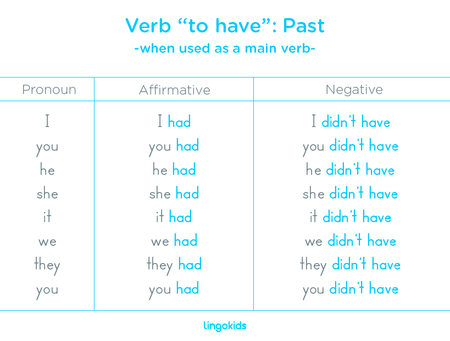 Verb “to have”: Past
-when used as a main verb-
Pronoun Affirmative Negative
I I had I didn't have
you you had you didn't have
he he had he didn't have
she she had she didn't have
it it had it didn't have
we we had we didn't have
they they had they didn't have
you you had you didn't have
lingokids